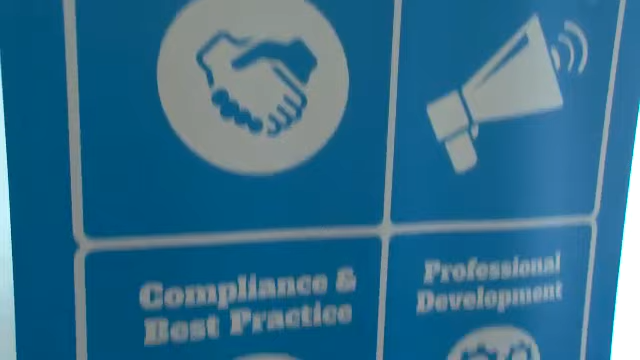 Compliance &
Best Practice
Professional
Development